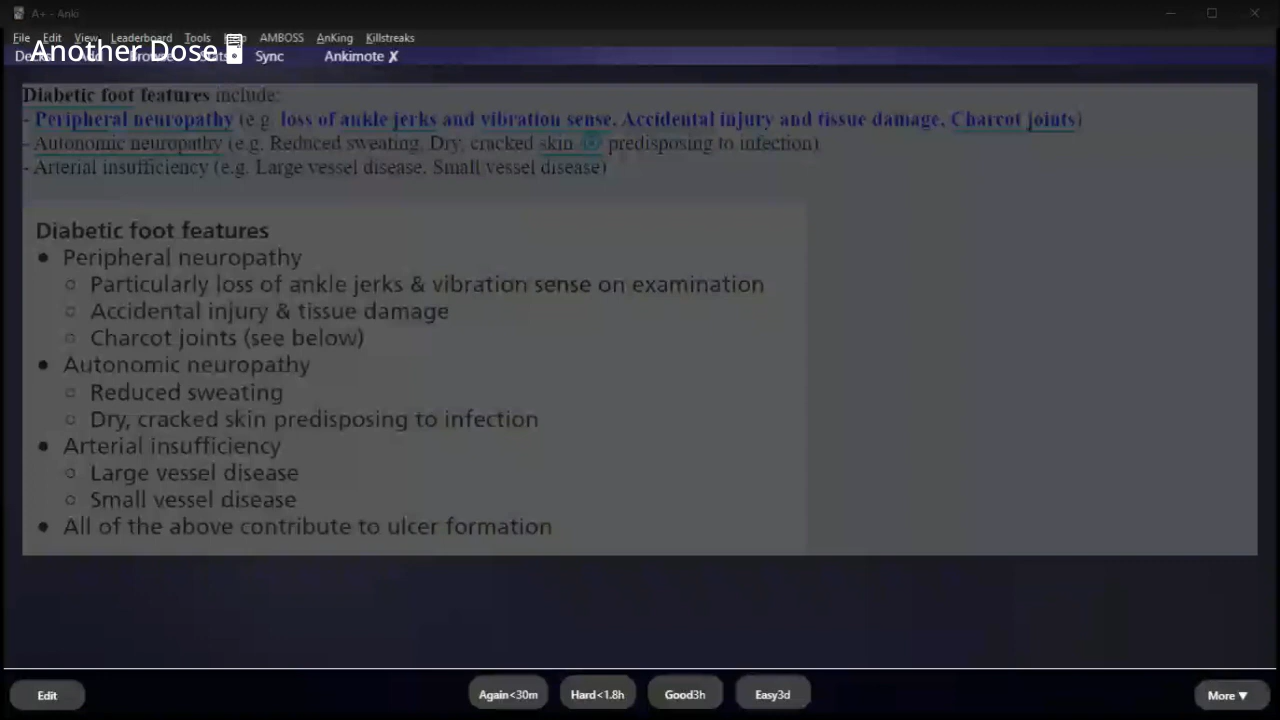 A+ - Anki
File Edit View Leaderboard Tools AMBOSS AnKing Killstreaks
Another Dose
Decks Add Browse Stats Sync Ankimote ✗
Diabetic foot features include:
- Peripheral neuropathy (e.g. loss of ankle jerks and vibration sense, Accidental injury and tissue damage, Charcot joints)
- Autonomic neuropathy (e.g. Reduced sweating, Dry, cracked skin predisposing to infection)
- Arterial insufficiency (e.g. Large vessel disease, Small vessel disease)
Diabetic foot features
• Peripheral neuropathy
○ Particularly loss of ankle jerks & vibration sense on examination
○ Accidental injury & tissue damage
○ Charcot joints (see below)
• Autonomic neuropathy
○ Reduced sweating
○ Dry, cracked skin predisposing to infection
• Arterial insufficiency
○ Large vessel disease
○ Small vessel disease
• All of the above contribute to ulcer formation
Edit Again<30m Hard<1.8h Good3h Easy3d More ▼